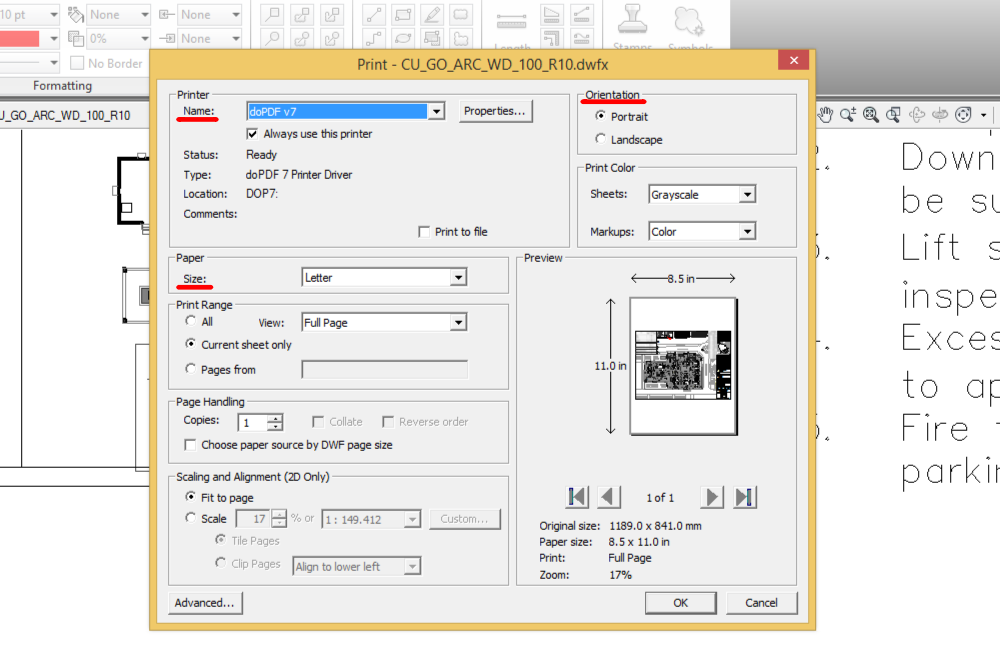 10 pt
None
None
0%
None
No Border
Length
Stamps
Symbols
Formatting
U_GO_ARC_WD_100_R10
Print - CU_GO_ARC_WD_100_R10.dwfx
Printer
Name:
doPDF v7
Properties...
Always use this printer
Status:
Ready
Type:
doPDF 7 Printer Driver
Location:
DOP7:
Comments:
Print to file
Orientation
Portrait
Landscape
Print Color
Sheets:
Grayscale
Markups:
Color
Paper
Size:
Letter
Print Range
All
View:
Full Page
Current sheet only
Pages from
Page Handling
Copies:
1
Collate
Reverse order
Choose paper source by DWF page size
Scaling and Alignment (2D Only)
Fit to page
Scale
17
% or
1 : 149.412
Custom...
Tile Pages
Clip Pages
Align to lower left
Preview
8.5 in
11.0 in
1 of 1
Original size: 1189.0 x 841.0 mm
Paper size: 8.5 x 11.0 in
Print: Full Page
Zoom: 17%
Advanced...
OK
Cancel
Down
be su
Lift s
inspe
Exces
to ap
Fire
parkin